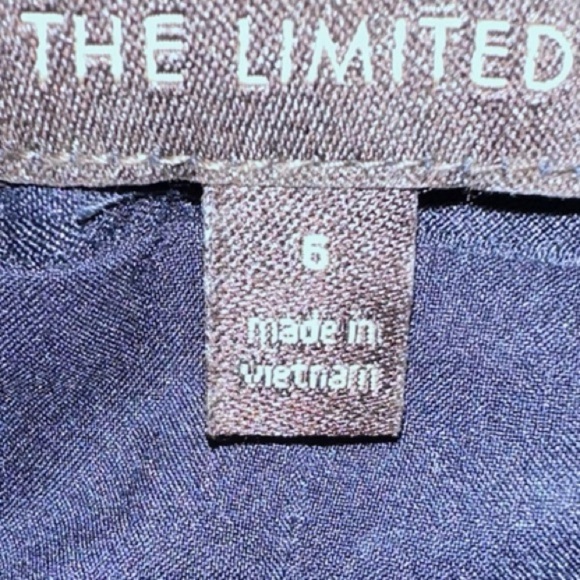 THE LIMITED
6
made in
vietnam